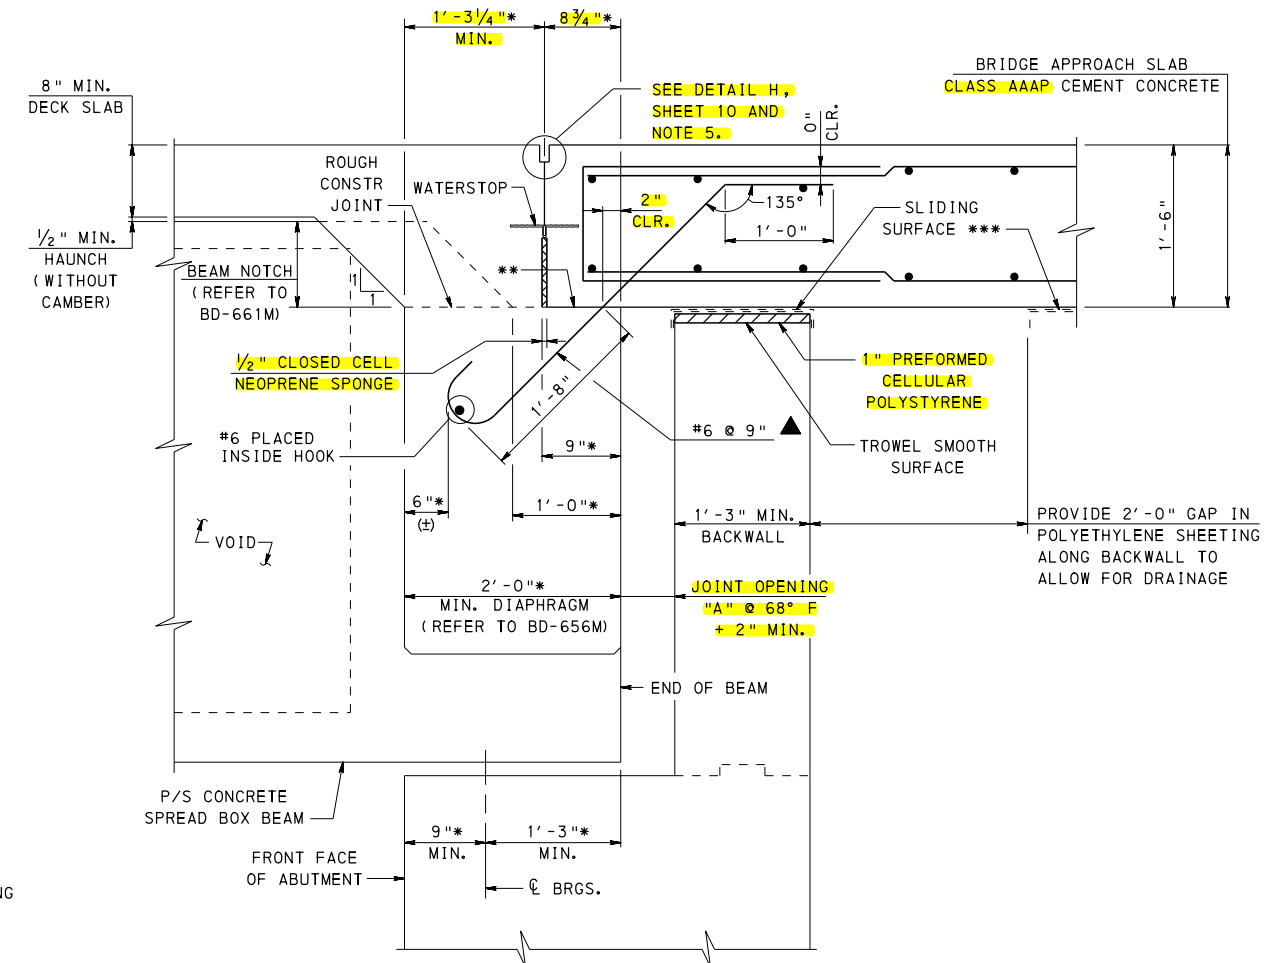 1'-3 1/4"*
MIN.
8 3/4"*
8" MIN.
DECK SLAB
SEE DETAIL H,
SHEET 10 AND
NOTE 5.
BRIDGE APPROACH SLAB
CLASS AAAP CEMENT CONCRETE
0"
CLR.
ROUGH
CONSTR
JOINT
WATERSTOP
2"
CLR.
135°
1'-0"
SLIDING
SURFACE ***
1'-6"
1/2" MIN.
HAUNCH
(WITHOUT
CAMBER)
BEAM NOTCH
(REFER TO
BD-661M)
1
1
**
1/2" CLOSED CELL
NEOPRENE SPONGE
1'-8"
1" PREFORMED
CELLULAR
POLYSTYRENE
#6 PLACED
INSIDE HOOK
#6 @ 9"
TROWEL SMOOTH
SURFACE
9"*
6"*
(±)
1'-0"*
1'-3" MIN.
BACKWALL
PROVIDE 2'-0" GAP IN
POLYETHYLENE SHEETING
ALONG BACKWALL TO
ALLOW FOR DRAINAGE
VOID
2'-0"*
MIN. DIAPHRAGM
(REFER TO BD-656M)
JOINT OPENING
"A" @ 68° F
+ 2" MIN.
END OF BEAM
P/S CONCRETE
SPREAD BOX BEAM
9"*
MIN.
1'-3"*
MIN.
FRONT FACE
OF ABUTMENT
℄ BRGS.
NG